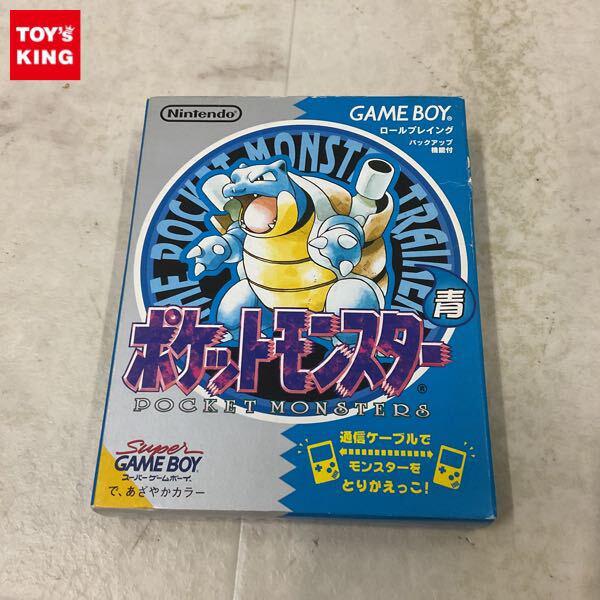 TOY's
KING
Nintendo
GAME BOY
ロールプレイング
バックアップ
機能付
THE POCKET MONSTER TRAINER
青
ポケットモンスター
POCKET MONSTERS
Super
GAME BOY
スーパーゲームボーイ
で、あざやかカラー
通信ケーブルで
モンスターを
とりかえっこ!